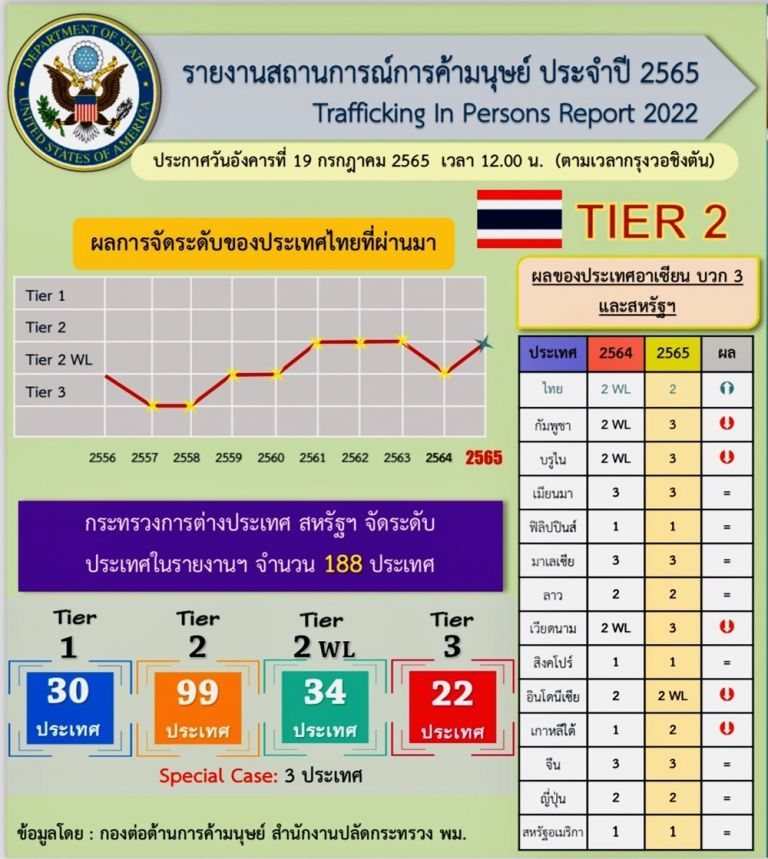 DEPARTMENT OF STATE
UNITED STATES OF AMERICA
รายงานสถานการณ์การค้ามนุษย์ ประจำปี 2565
Trafficking In Persons Report 2022
ประกาศวันอังคารที่ 19 กรกฎาคม 2565 เวลา 12.00 น. (ตามเวลากรุงวอชิงตัน)
TIER 2
ผลการจัดระดับของประเทศไทยที่ผ่านมา
Tier 1
Tier 2
Tier 2 WL
Tier 3
2556 2557 2558 2559 2560 2561 2562 2563 2564 2565
กระทรวงการต่างประเทศ สหรัฐฯ จัดระดับ
ประเทศในรายงานฯ จำนวน 188 ประเทศ
Tier Tier Tier Tier
1 2 2 WL 3
30 99 34 22
ประเทศ ประเทศ ประเทศ ประเทศ
Special Case: 3 ประเทศ
ข้อมูลโดย : กองต่อต้านการค้ามนุษย์ สำนักงานปลัดกระทรวง พม.
ผลของประเทศอาเซียน บวก 3
และสหรัฐฯ
ประเทศ 2564 2565 ผล
ไทย 2 WL 2
กัมพูชา 2 WL 3
บรูไน 2 WL 3
เมียนมา 3 3 =
ฟิลิปปินส์ 1 1 =
มาเลเซีย 3 3 =
ลาว 2 2 =
เวียดนาม 2 WL 3
สิงคโปร์ 1 1 =
อินโดนีเซีย 2 2 WL
เกาหลีใต้ 1 2
จีน 3 3 =
ญี่ปุ่น 2 2 =
สหรัฐอเมริกา 1 1 =